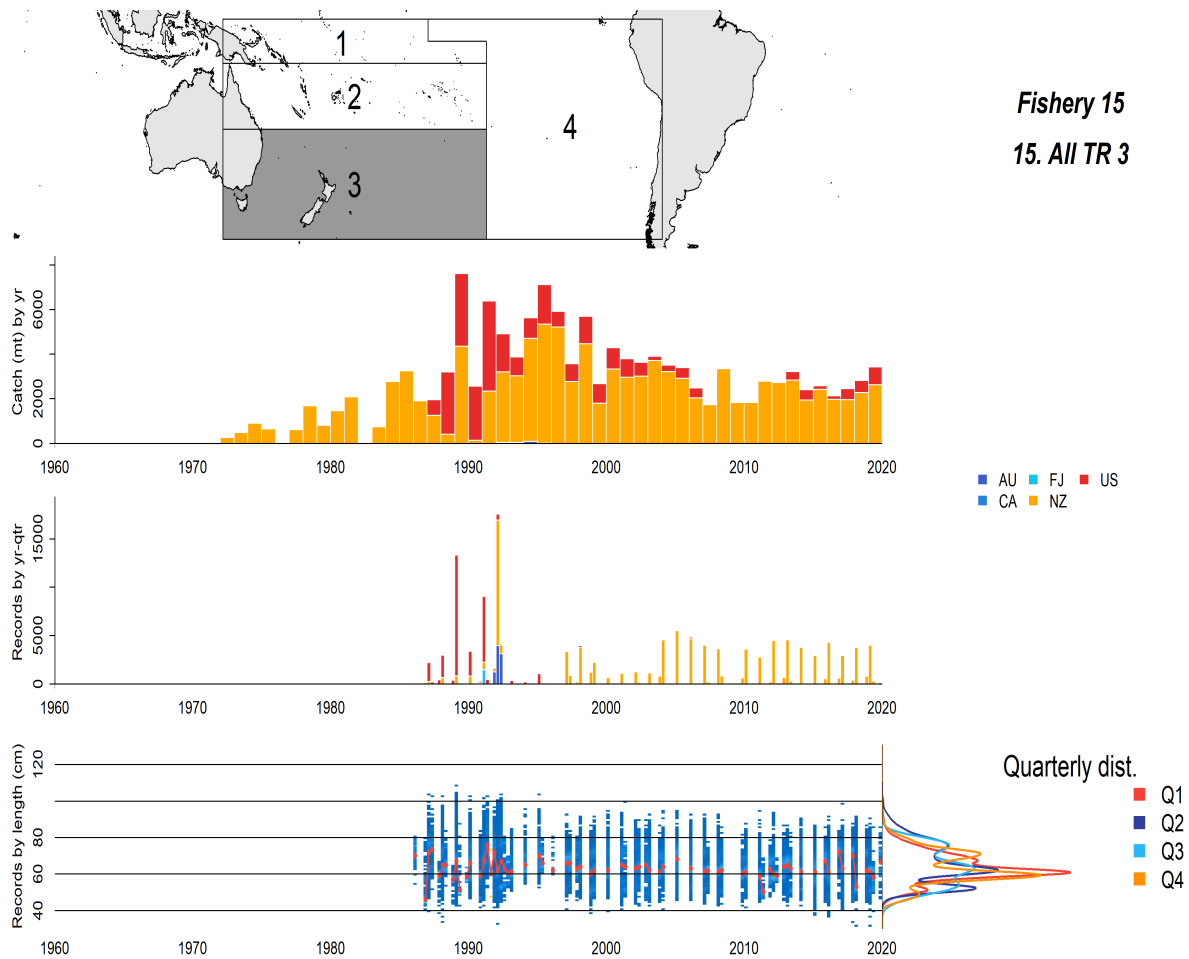 1
2
3
4
Fishery 15
15. All TR 3
Catch (mt) by yr
0 2000 6000
1960 1970 1980 1990 2000 2010 2020
AU FJ US
CA NZ
Records by yr-qtr
0 5000 15000
1960 1970 1980 1990 2000 2010 2020
Records by length (cm)
40 60 80 120
1960 1970 1980 1990 2000 2010 2020
Quarterly dist.
Q1
Q2
Q3
Q4